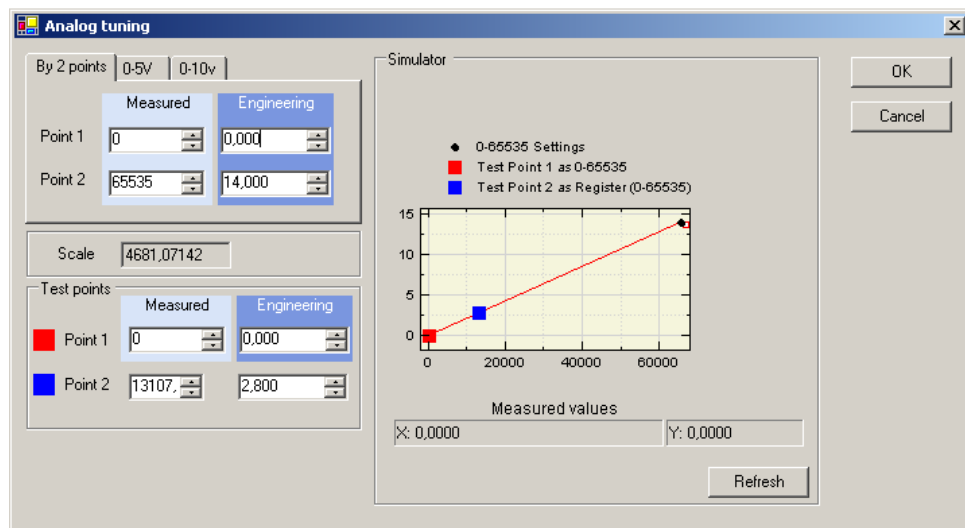 Analog tuning
By 2 points 0-5V 0-10v
Measured Engineering
Point 1 0 0,000
Point 2 65535 14,000
Scale 4681,07142
Test points
Measured Engineering
Point 1 0 0,000
Point 2 13107, 2,800
Simulator
0-65535 Settings
Test Point 1 as 0-65535
Test Point 2 as Register (0-65535)
15
10
5
0
0 20000 40000 60000
Measured values
X: 0,0000 Y: 0,0000
Refresh
OK
Cancel